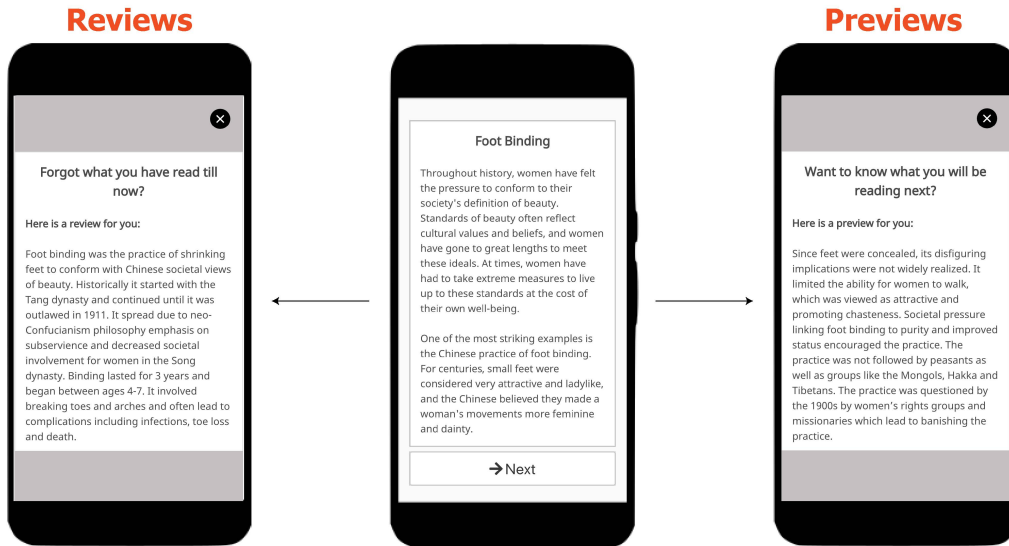 Reviews
Forgot what you have read till
now?
Here is a review for you:
Foot binding was the practice of shrinking
feet to conform with Chinese societal views
of beauty. Historically it started with the
Tang dynasty and continued until it was
outlawed in 1911. It spread due to neo-
Confucianism philosophy emphasis on
subservience and decreased societal
involvement for women in the Song
dynasty. Binding lasted for 3 years and
began between ages 4-7. It involved
breaking toes and arches and often lead to
complications including infections, toe loss
and death.
Foot Binding
Throughout history, women have felt
the pressure to conform to their
society's definition of beauty.
Standards of beauty often reflect
cultural values and beliefs, and women
have gone to great lengths to meet
these ideals. At times, women have
had to take extreme measures to live
up to these standards at the cost of
their own well-being.
One of the most striking examples is
the Chinese practice of foot binding.
For centuries, small feet were
considered very attractive and ladylike,
and the Chinese believed they made a
woman's movements more feminine
and dainty.
Next
Previews
Want to know what you will be
reading next?
Here is a preview for you:
Since feet were concealed, its disfiguring
implications were not widely realized. It
limited the ability for women to walk,
which was viewed as attractive and
promoting chasteness. Societal pressure
linking foot binding to purity and improved
status encouraged the practice. The
practice was not followed by peasants as
well as groups like the Mongols, Hakka and
Tibetans. The practice was questioned by
the 1900s by women's rights groups and
missionaries which lead to banishing the
practice.